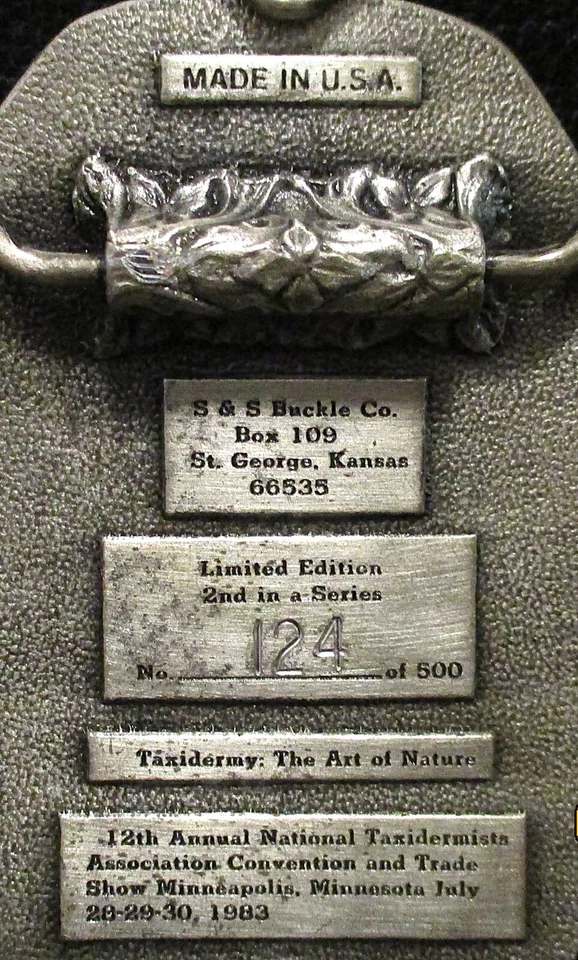 MADE IN U.S.A.
S & S Buckle Co.
Box 109
St. George, Kansas
66535
Limited Edition
2nd in a Series
No. 124 of 500
Taxidermy: The Art of Nature
12th Annual National Taxidermists
Association Convention and Trade
Show Minneapolis, Minnesota July
28-29-30, 1983